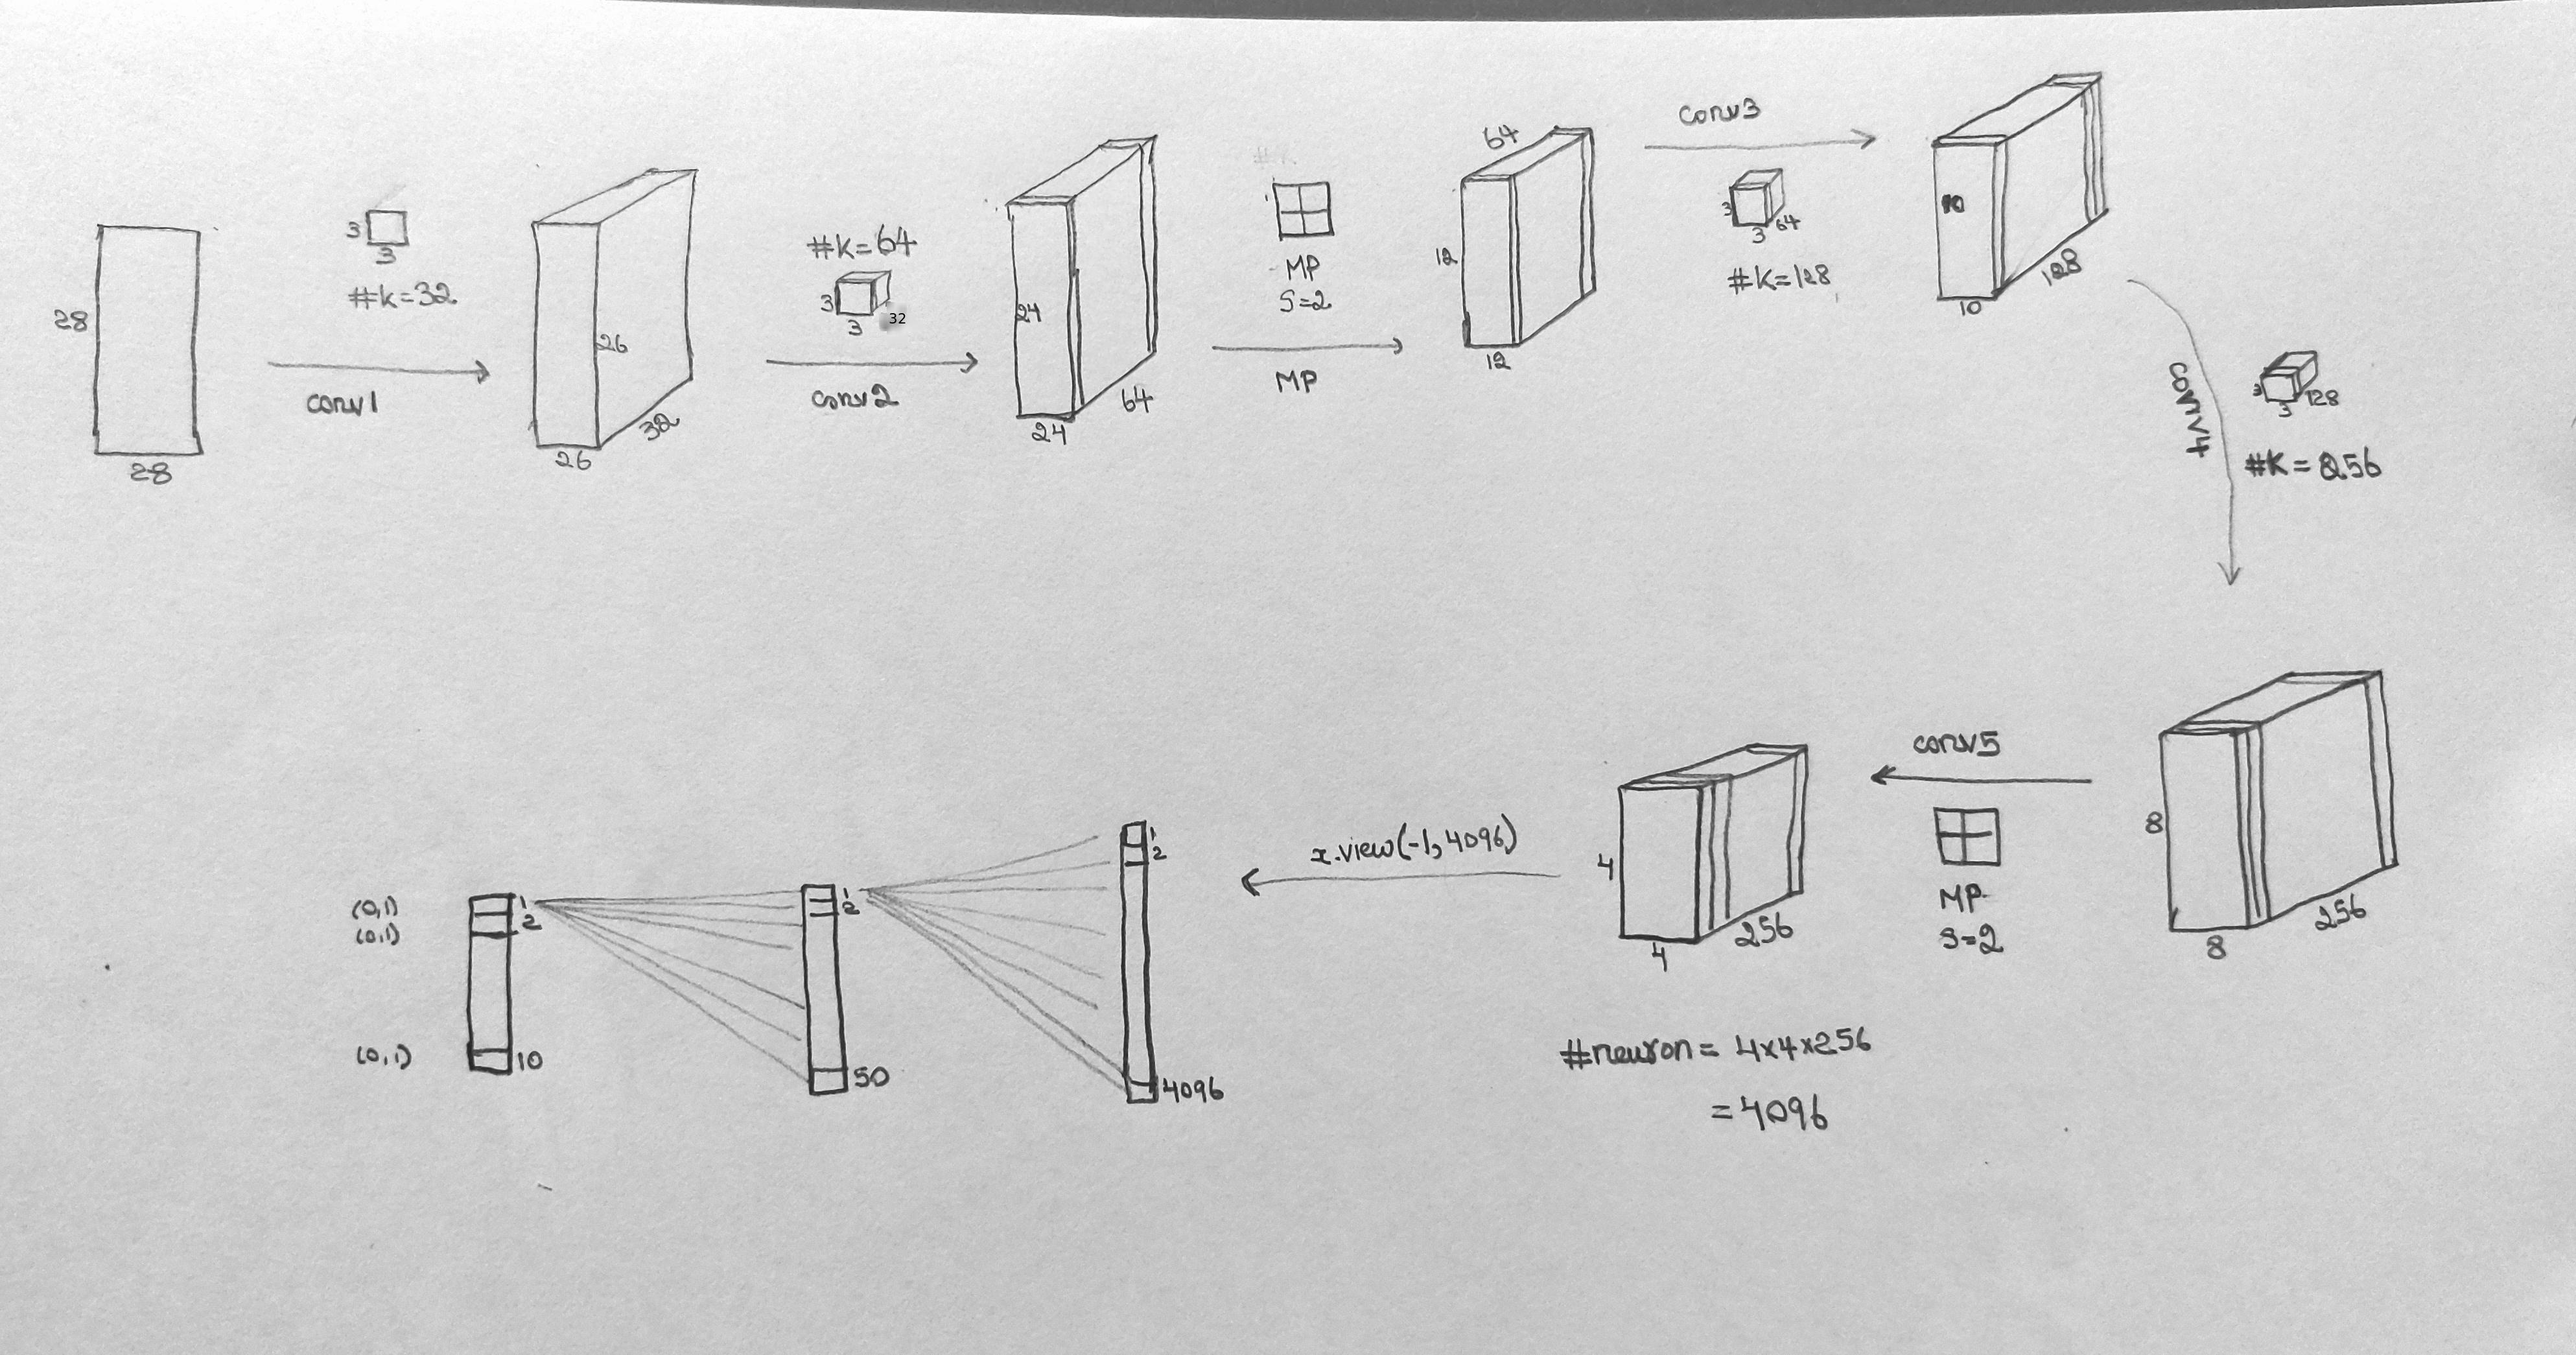 28
28
3
3
#k=32
conv1
26
26
32
#k=64
3
3
32
conv2
24
24
64
MP
S=2
MP
64
12
12
conv3
3
3
64
#k=128
10
10
128
conv4
3
3
128
#K=256
8
8
256
conv5
MP
S=2
4
4
256
#neuron= 4x4x256
=4096
x.view(-1,4096)
1
2
4096
1
2
50
1
2
10
(0,1)
(0,1)
(0,1)